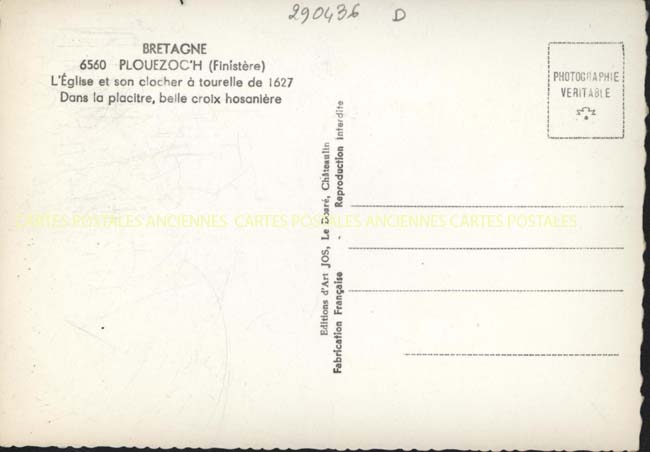 290436 D
BRETAGNE
6560 PLOUEZOC'H (Finistère)
L'Église et son clocher à tourelle de 1627
Dans la placitre, belle croix hosanière
PHOTOGRAPHIE
VERITABLE
Editions d'Art JOS, Le Doaré, Châteaulin
Fabrication Française - Reproduction interdite
CARTES POSTALES ANCIENNES CARTES POSTALES ANCIENNES CARTES POSTALES